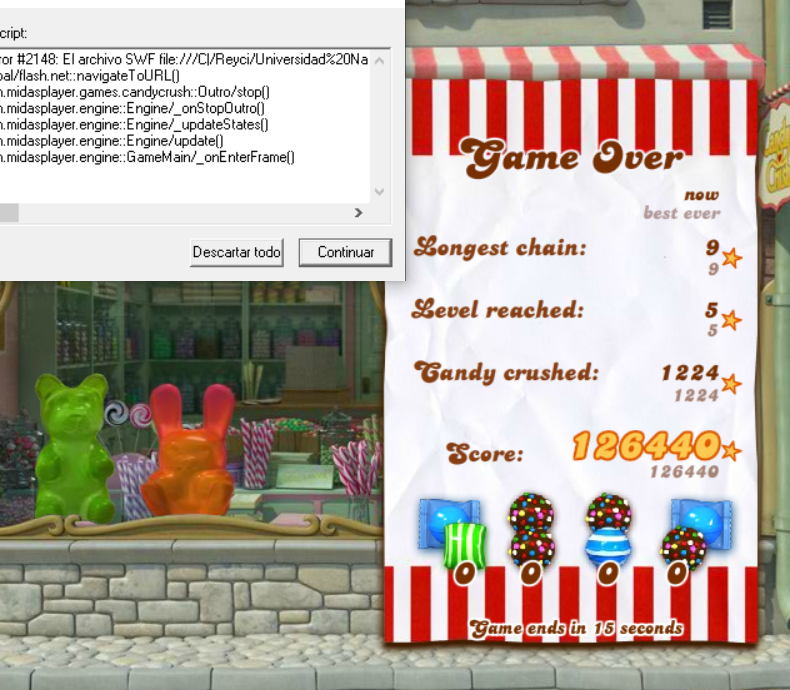 cript:
ror #2148: El archivo SWF file:///C|/Reyci/Universidad%20Na
bal/flash.net::navigateToURL()
n.midasplayer.games.candycrush::Outro/stop()
n.midasplayer.engine::Engine/_onStopOutro()
n.midasplayer.engine::Engine/_updateStates()
n.midasplayer.engine::Engine/update()
n.midasplayer.engine::GameMain/_onEnterFrame()
Descartar todo Continuar
Game Over
now
best ever
Longest chain: 9
9
Level reached: 5
5
Candy crushed: 1224
1224
Score: 126440
126440
0 0 0 0
Game ends in 15 seconds